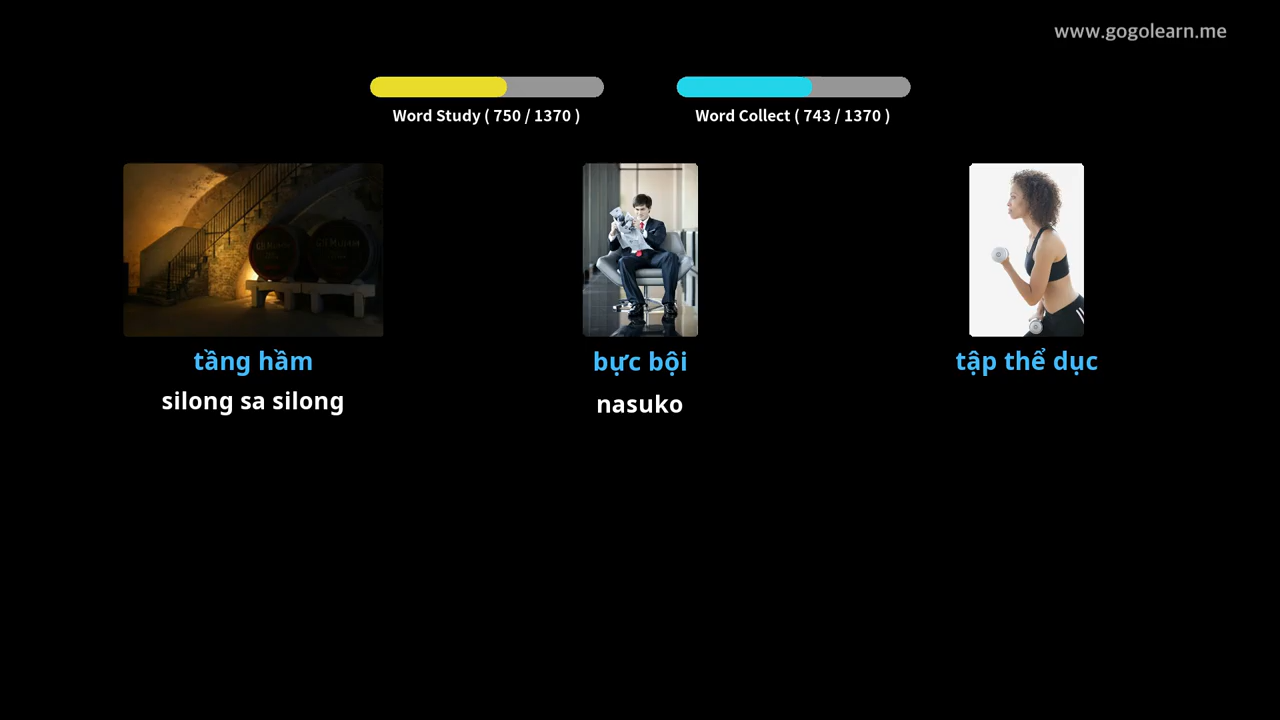 www.gogolearn.me
Word Study ( 750 / 1370 )
Word Collect ( 743 / 1370 )
tầng hầm
bực bội
tập thể dục
silong sa silong
nasuko